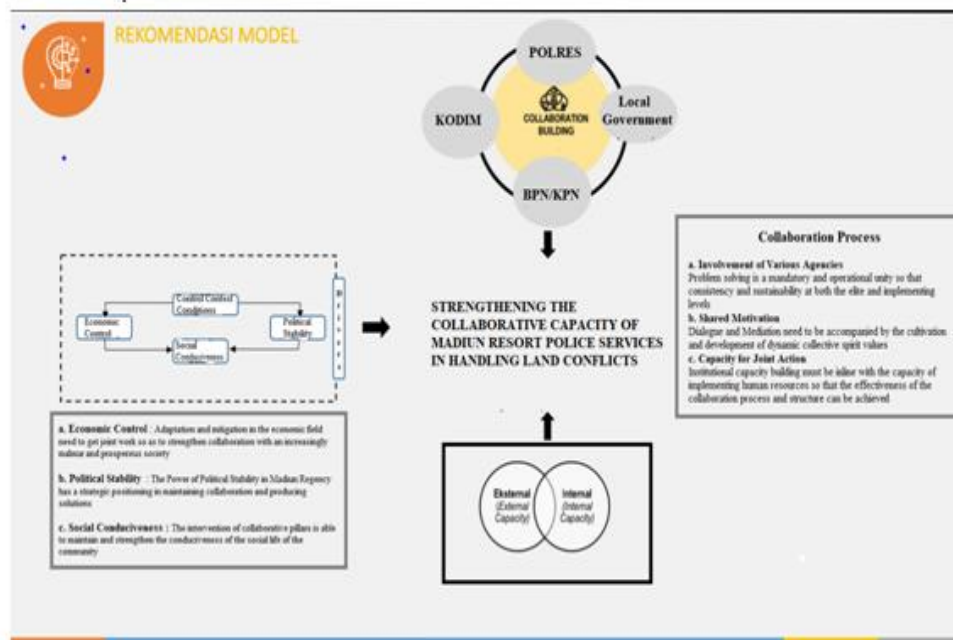 REKOMENDASI MODEL
POLRES
KODIM
COLLABORATION
BUILDING
Local
Government
BPN/KPN
Control Control
Conditions
Economic
Control
Political
Stability
Social
Conduciveness
STRENGTHENING THE
COLLABORATIVE CAPACITY OF
MADIUN RESORT POLICE SERVICES
IN HANDLING LAND CONFLICTS
Collaboration Process
a. Involvement of Various Agencies
Problem solving is a mandatory and operational unity so that
consistency and sustainability at both the elite and implementing
levels
b. Shared Motivation
Dialogue and Mediation need to be accompanied by the cultivation
and development of dynamic collective spirit values
c. Capacity for Joint Action
Institutional capacity building must be inline with the capacity of
implementing human resources so that the effectiveness of the
collaboration process and structure can be achieved
a. Economic Control : Adaptation and mitigation in the economic field
need to get joint work so as to strengthen collaboration with an increasingly
and prosperous society
b. Political Stability : The Power of Political Stability in Madiun Regency
has a strategic positioning in maintaining collaboration and producing
solutions
c. Social Conduciveness : The intervention of collaborative pillars is able
to maintain and strengthen the conduciveness of the social life of the
community
Eksternal
(External
Capacity)
Internal
(Internal
Capacity)